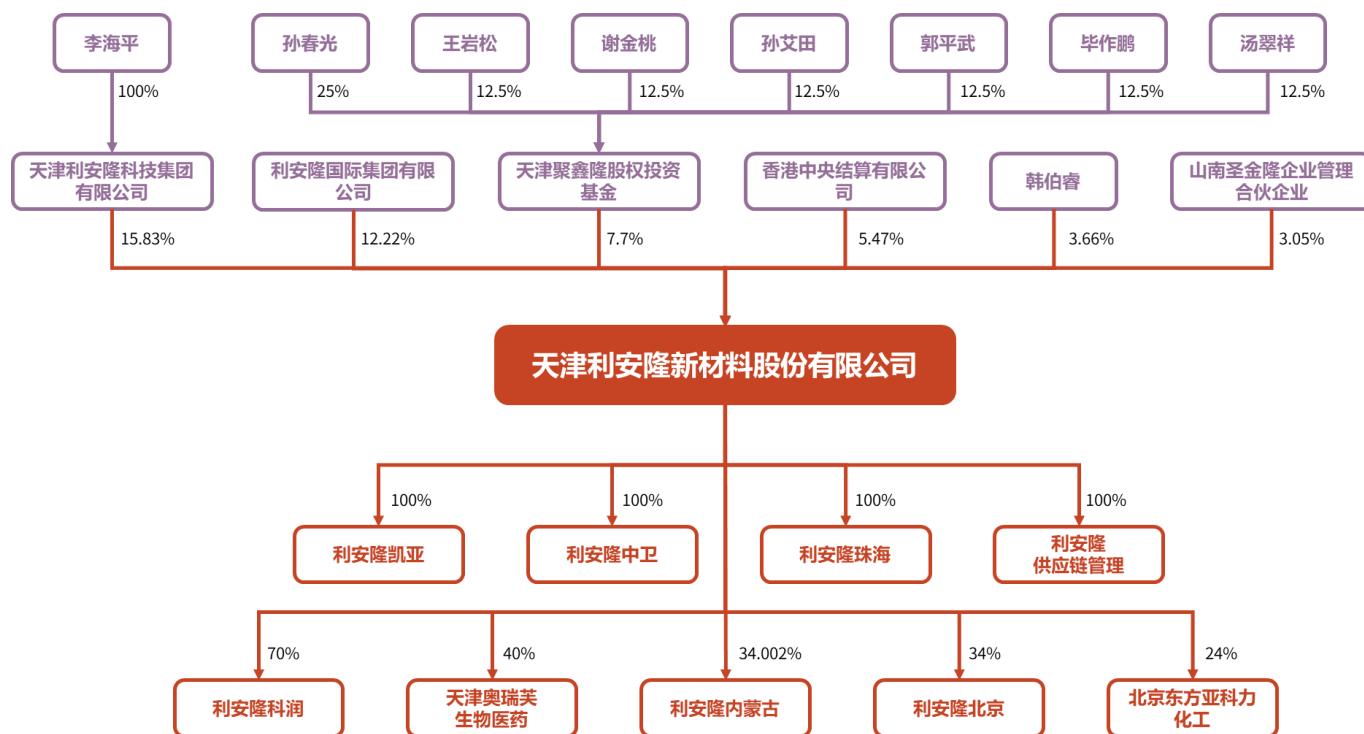 李海平
孙春光
王岩松
谢金桃
孙艾田
郭平武
毕作鹏
汤翠祥
100%
25%
12.5%
12.5%
12.5%
12.5%
12.5%
12.5%
天津利安隆科技集团
有限公司
利安隆国际集团有限
公司
天津聚鑫隆股权投资
基金
香港中央结算有限公
司
韩伯睿
山南圣金隆企业管理
合伙企业
15.83%
12.22%
7.7%
5.47%
3.66%
3.05%
天津利安隆新材料股份有限公司
100%
100%
100%
100%
利安隆凯亚
利安隆中卫
利安隆珠海
利安隆
供应链管理
70%
40%
34.002%
34%
24%
利安隆科润
天津奥瑞芙
生物医药
利安隆内蒙古
利安隆北京
北京东方亚科力
化工